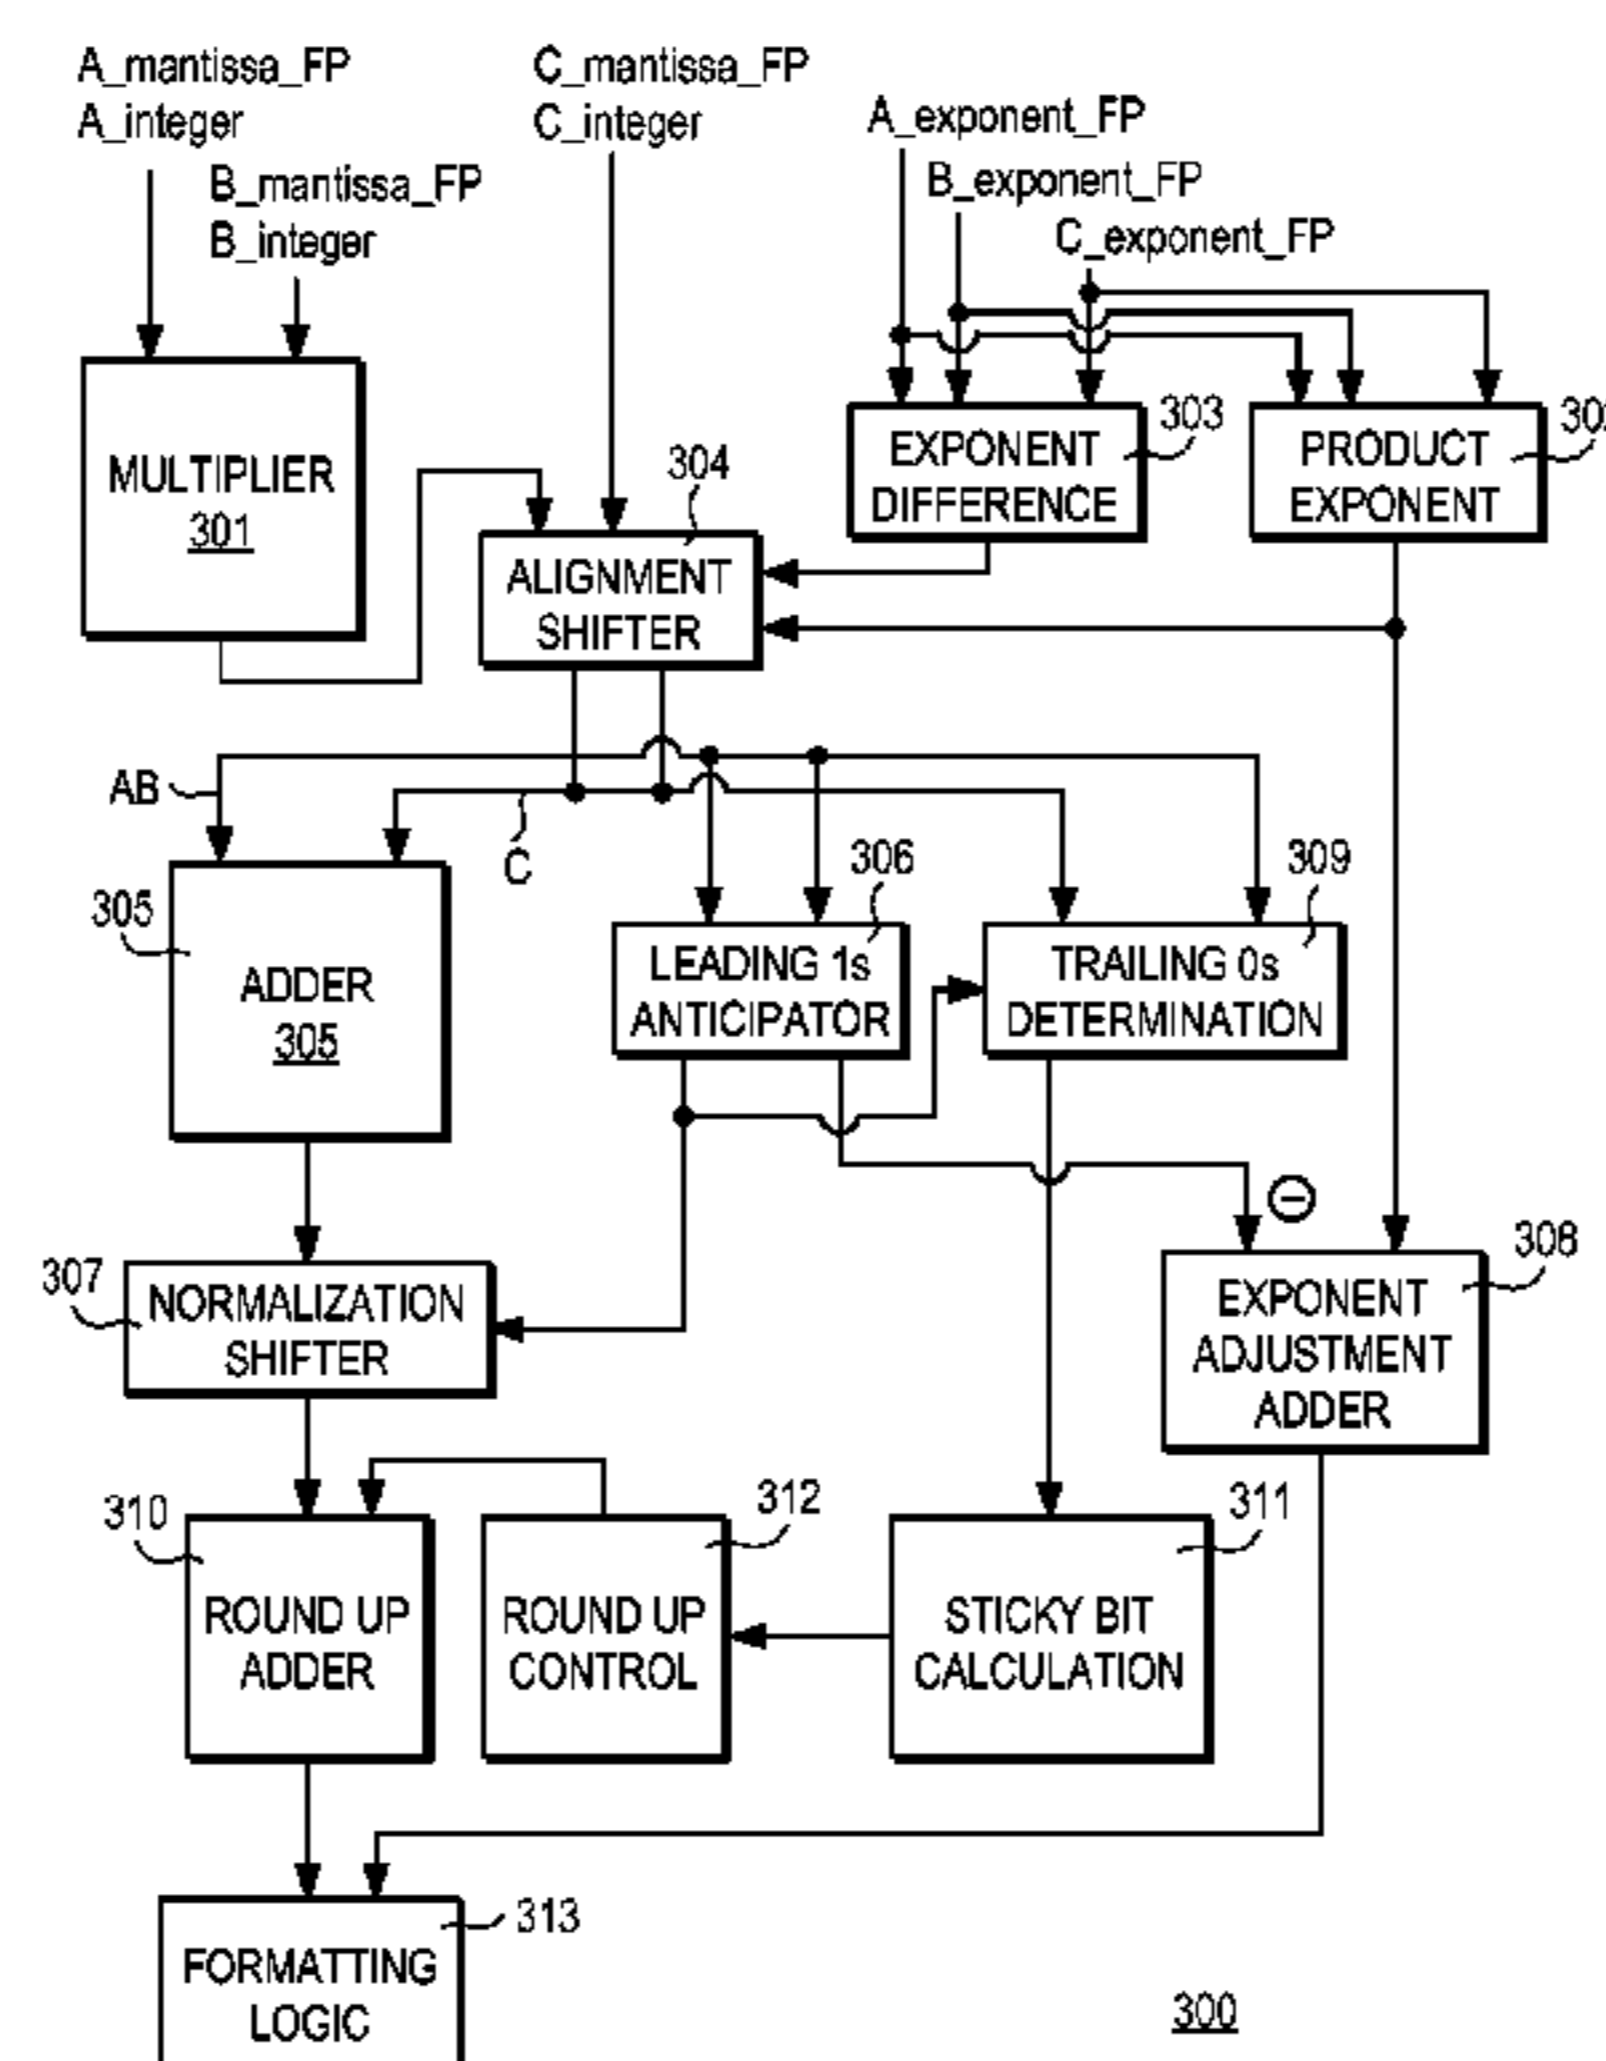 A_mantissa_FP
A_integer
B_mantissa_FP
B_integer
C_mantissa_FP
C_integer
A_exponent_FP
B_exponent_FP
C_exponent_FP
MULTIPLIER
301
304
ALIGNMENT
SHIFTER
303
EXPONENT
DIFFERENCE
PRODUCT
EXPONENT
AB
C
305
ADDER
305
306
LEADING 1s
ANTICIPATOR
309
TRAILING 0s
DETERMINATION
307
NORMALIZATION
SHIFTER
308
EXPONENT
ADJUSTMENT
ADDER
310
ROUND UP
ADDER
312
ROUND UP
CONTROL
311
STICKY BIT
CALCULATION
313
FORMATTING
LOGIC
300